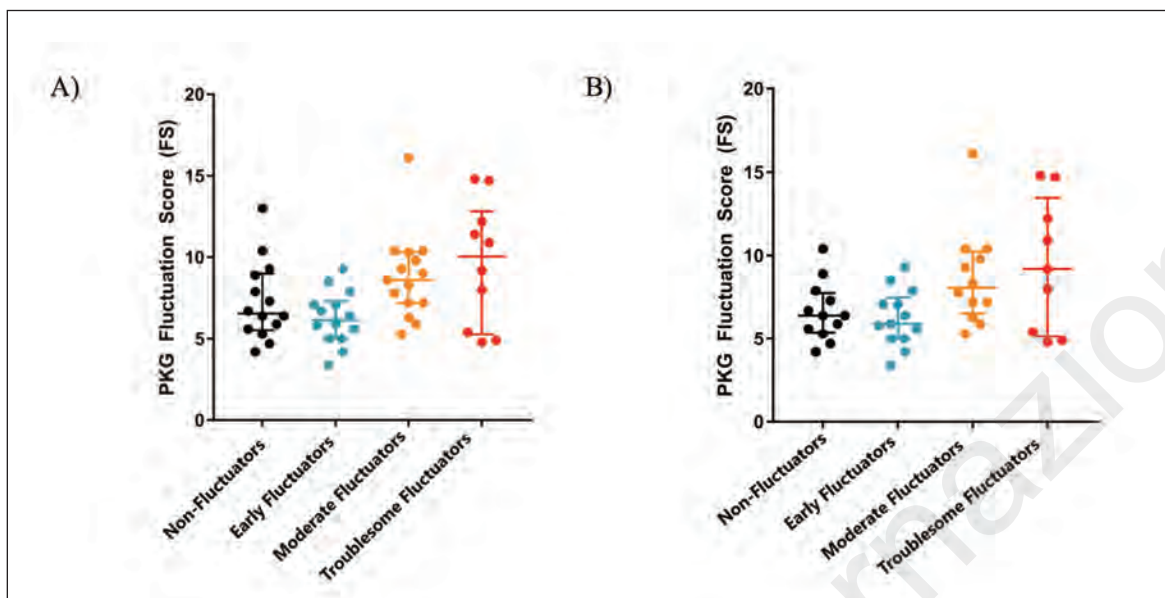 A)
PKG Fluctuation Score (FS)
20
15
10
5
0
Non-Fluctuators
Early Fluctuators
Moderate Fluctuators
Troublesome Fluctuators
B)
PKG Fluctuation Score (FS)
20
15
10
5
0
Non-Fluctuators
Early Fluctuators
Moderate Fluctuators
Troublesome Fluctuators